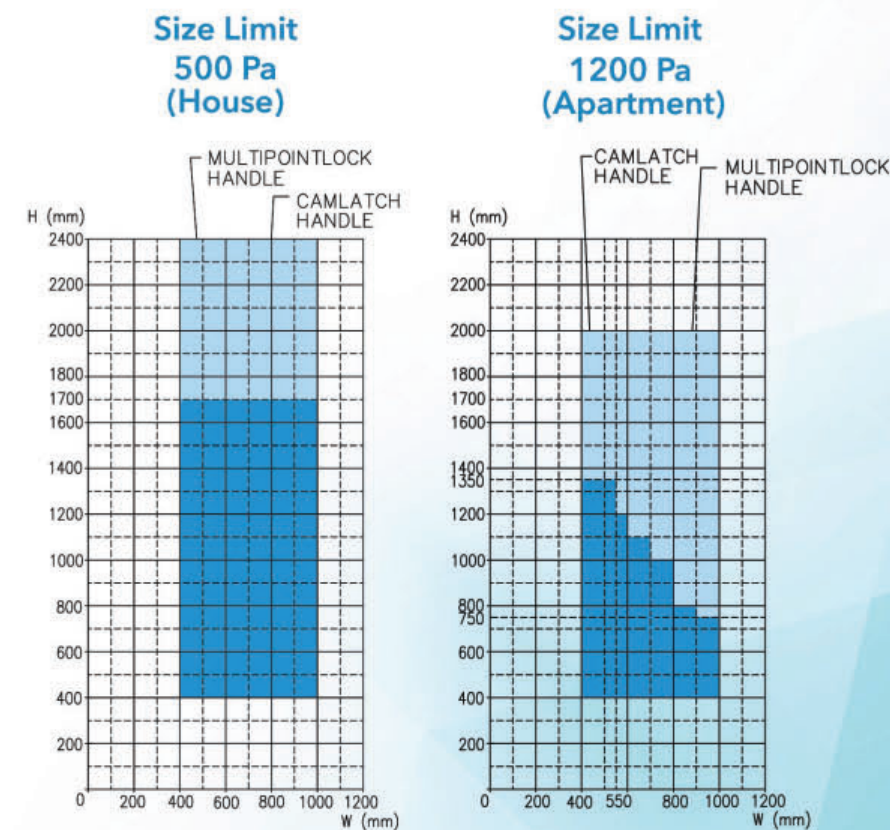 Size Limit
500 Pa
(House)
MULTIPOINTLOCK
HANDLE
CAMLATCH
HANDLE
H (mm)
2400
2200
2000
1800
1700
1600
1400
1200
1000
800
600
400
200
0 200 400 600 800 1000 1200
W (mm)
Size Limit
1200 Pa
(Apartment)
CAMLATCH
HANDLE
MULTIPOINTLOCK
HANDLE
H (mm)
2400
2200
2000
1800
1700
1600
1400
1350
1200
1000
800
750
600
400
200
0 200 400 550 800 1000 1200
W (mm)